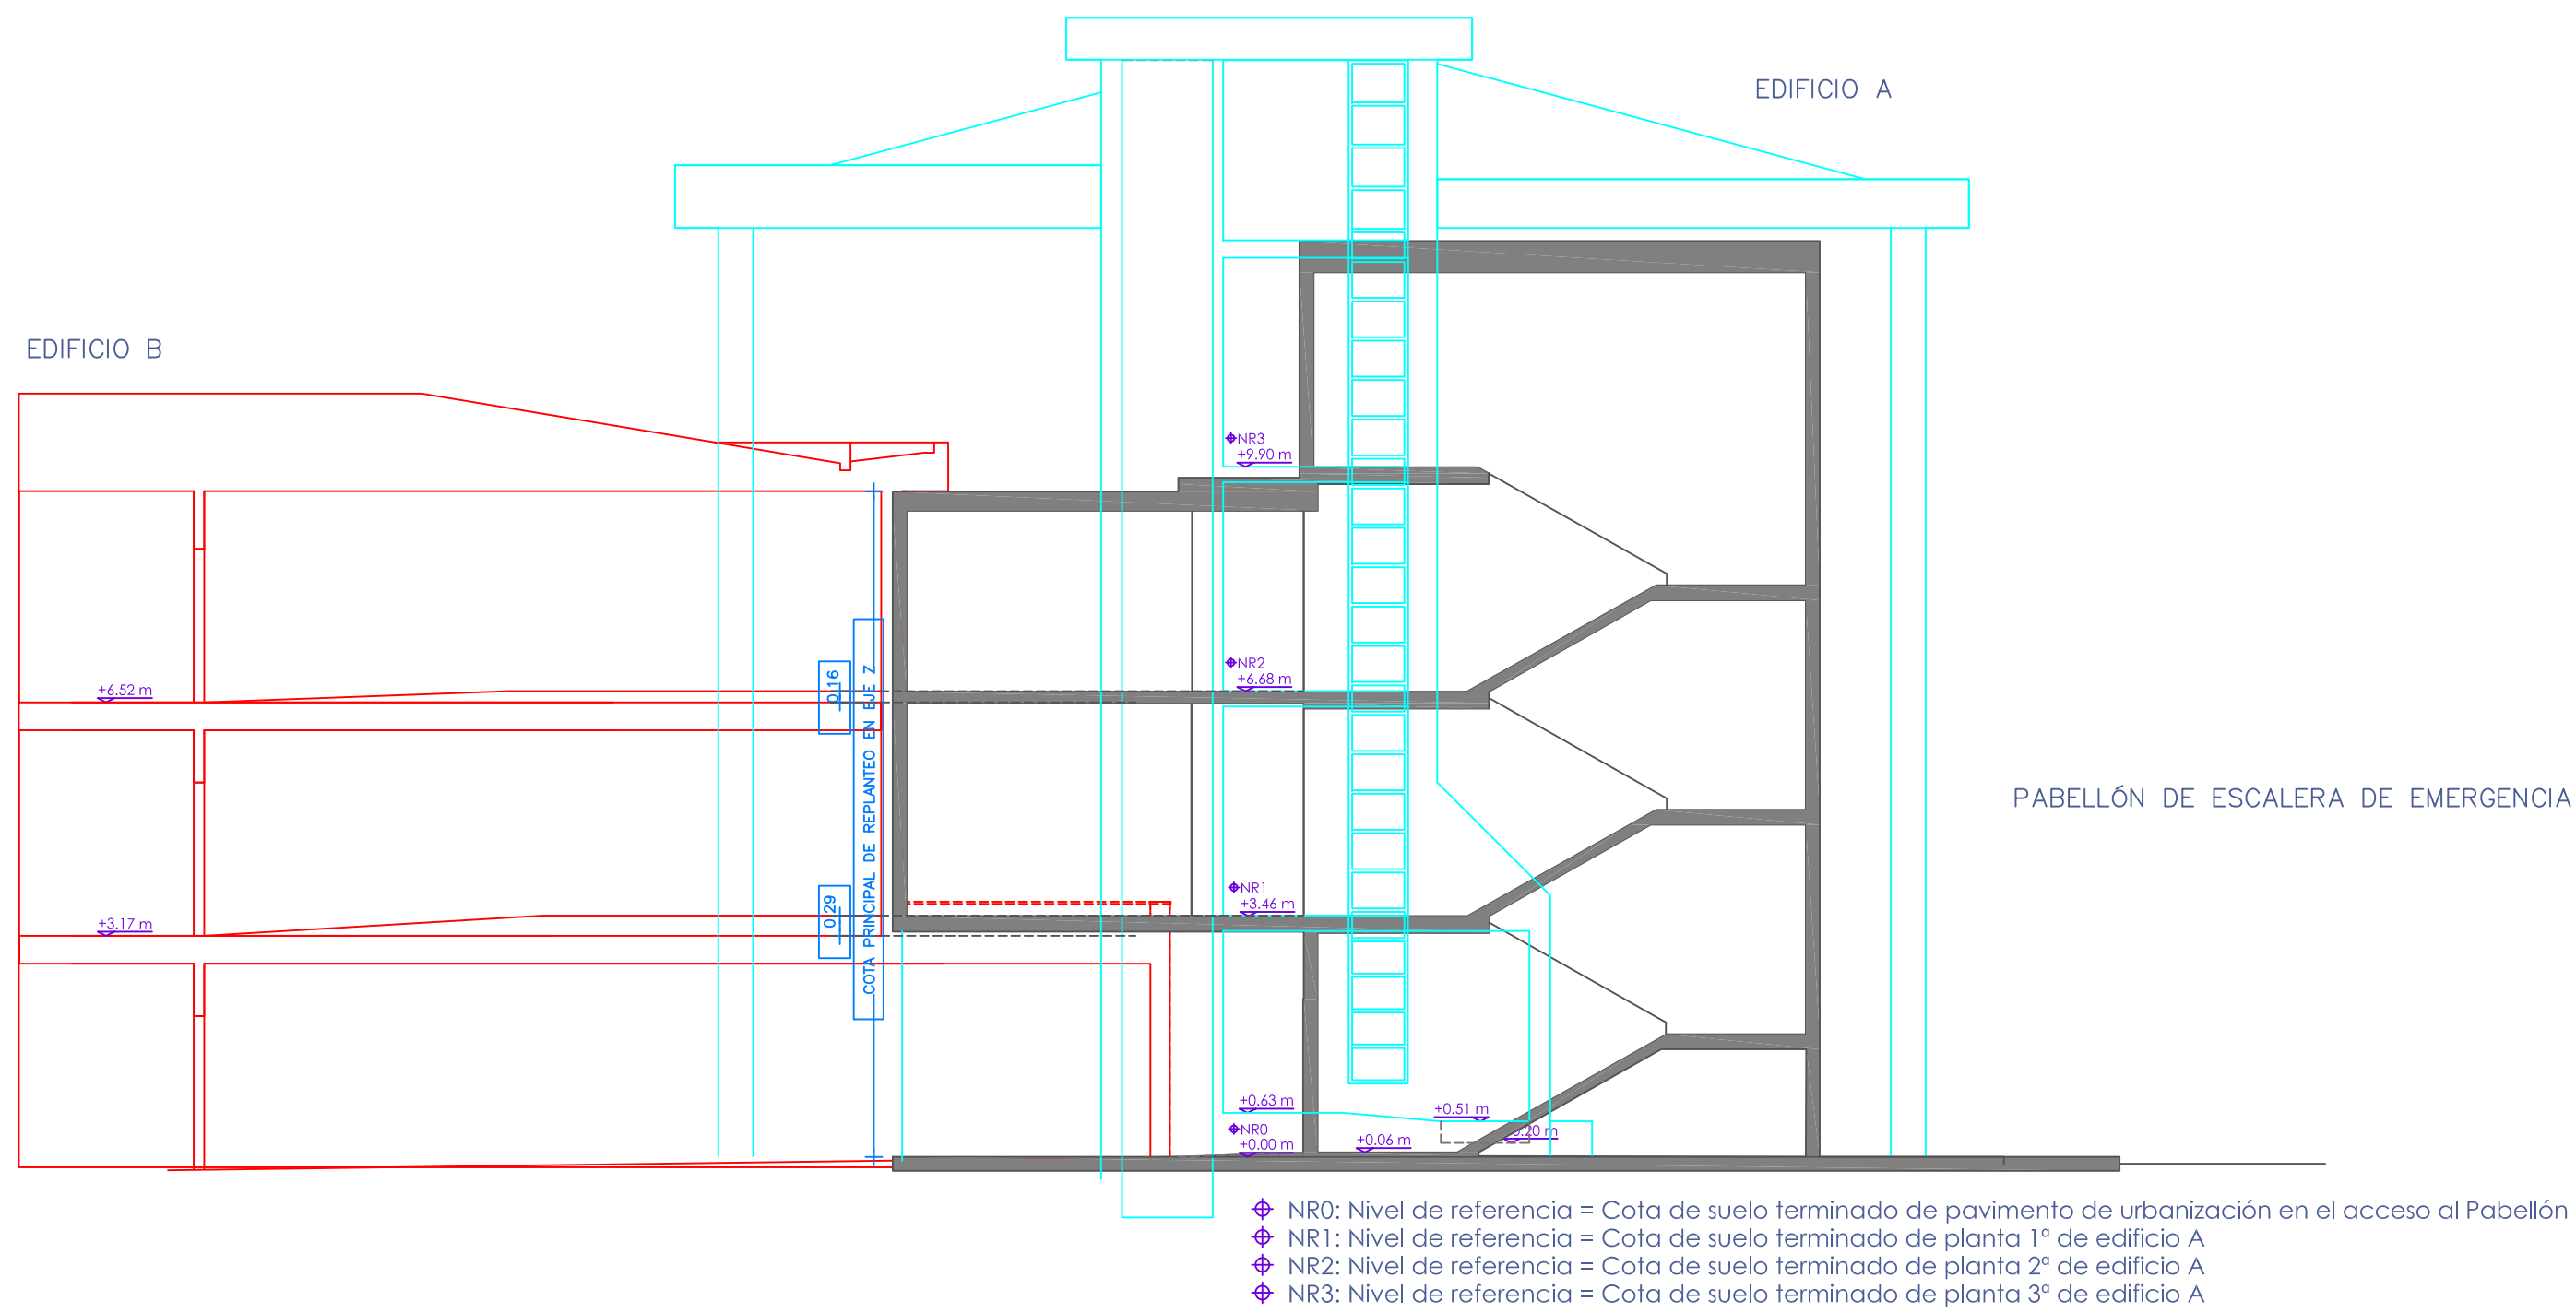 EDIFICIO A
EDIFICIO B
NR3
+9.90 m
NR2
+6.68 m
+6.52 m
0.16
COTA PRINCIPAL DE REPLANTEO EN EJE Z
PABELLÓN DE ESCALERA DE EMERGENCIA
NR1
+3.46 m
+3.17 m
0.29
+0.63 m
+0.51 m
NR0
+0.00 m
+0.06 m
NR0: Nivel de referencia = Cota de suelo terminado de pavimento de urbanización en el acceso al Pabellón
NR1: Nivel de referencia = Cota de suelo terminado de planta 1ª de edificio A
NR2: Nivel de referencia = Cota de suelo terminado de planta 2ª de edificio A
NR3: Nivel de referencia = Cota de suelo terminado de planta 3ª de edificio A